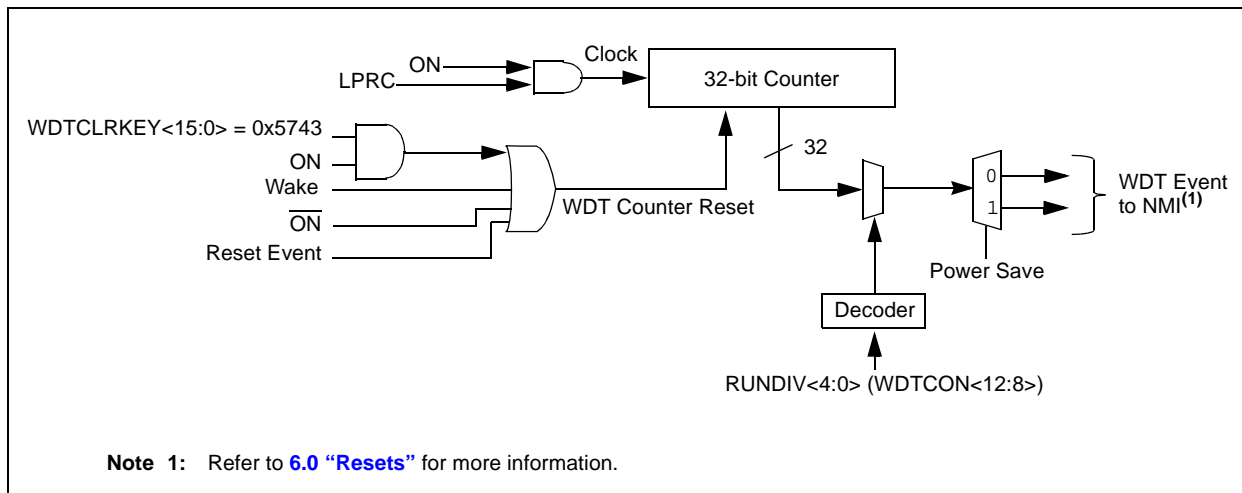 ON
LPRC
Clock
32-bit Counter
WDTCLRKEY<15:0> = 0x5743
ON
Wake
ON
Reset Event
WDT Counter Reset
32
0
1
WDT Event
to NMI(1)
Power Save
Decoder
RUNDIV<4:0> (WDTCON<12:8>)
Note 1: Refer to 6.0 “Resets” for more information.